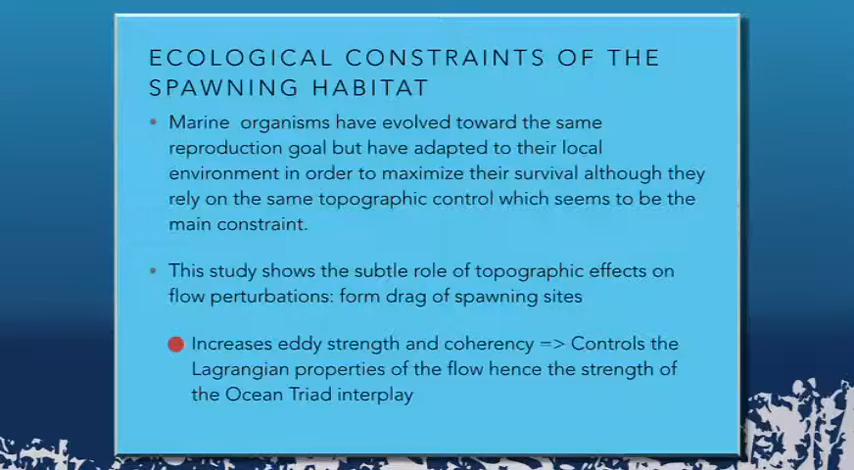 ECOLOGICAL CONSTRAINTS OF THE
SPAWNING HABITAT
• Marine organisms have evolved toward the same
reproduction goal but have adapted to their local
environment in order to maximize their survival although they
rely on the same topographic control which seems to be the
main constraint.
• This study shows the subtle role of topographic effects on
flow perturbations: form drag of spawning sites
Increases eddy strength and coherency => Controls the
Lagrangian properties of the flow hence the strength of
the Ocean Triad interplay